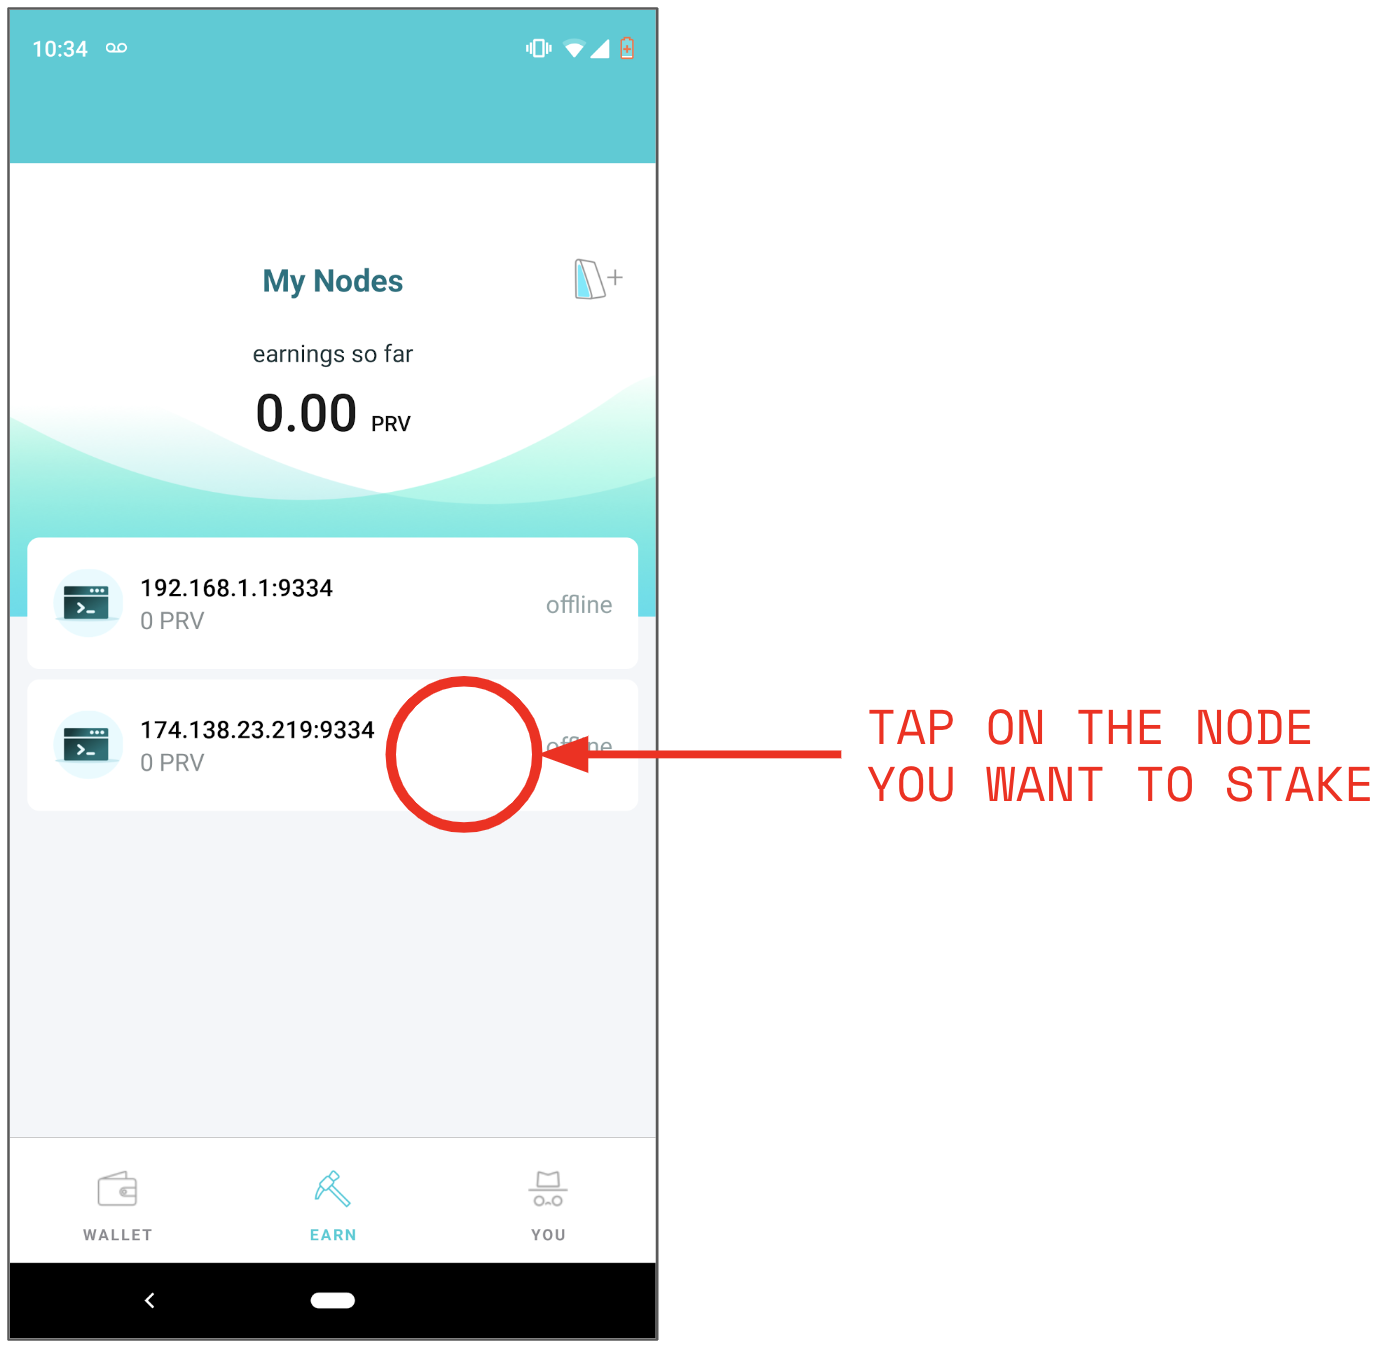 10:34
My Nodes
earnings so far
0.00 PRV
192.168.1.1:9334
0 PRV
offline
174.138.23.219:9334
0 PRV
offline
TAP ON THE NODE
YOU WANT TO STAKE
WALLET
EARN
YOU